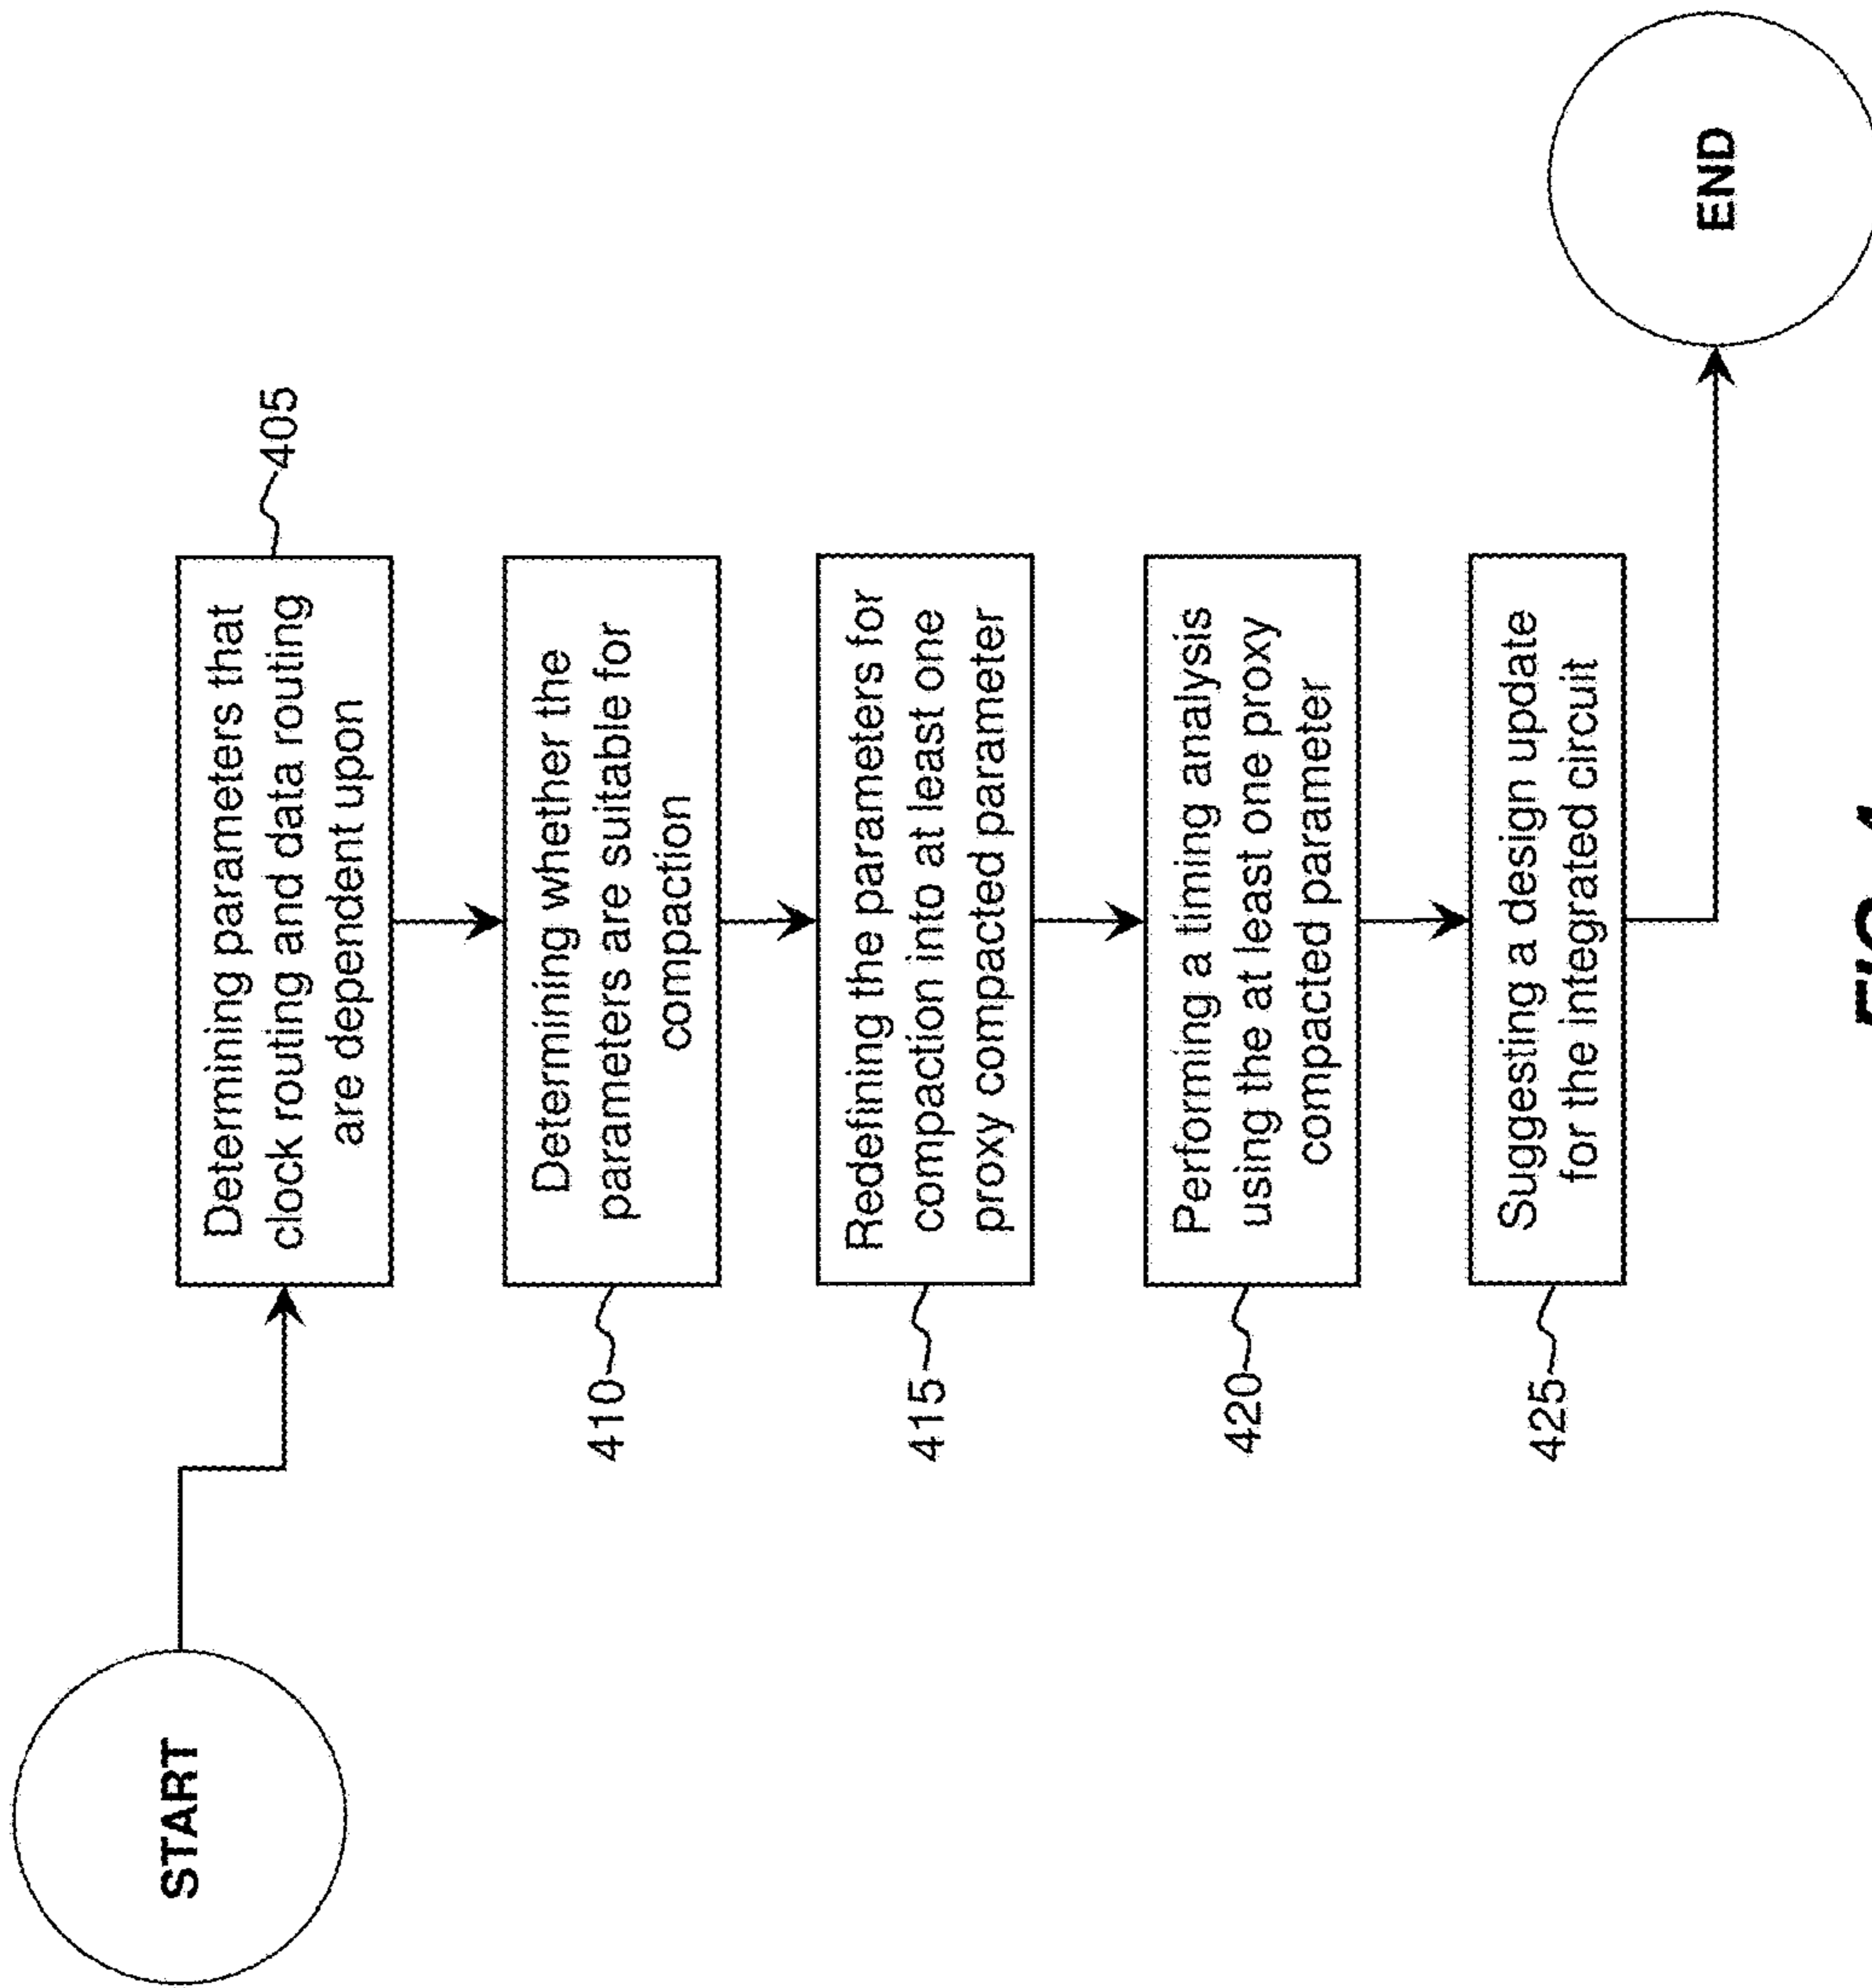 START
Determining parameters that
clock routing and data routing
are dependent upon
405
Determining whether the
parameters are suitable for
compaction
410
Redefining the parameters for
compaction into at least one
proxy compacted parameter
415
Performing a timing analysis
using the at least one proxy
compacted parameter
420
Suggesting a design update
for the integrated circuit
425
END